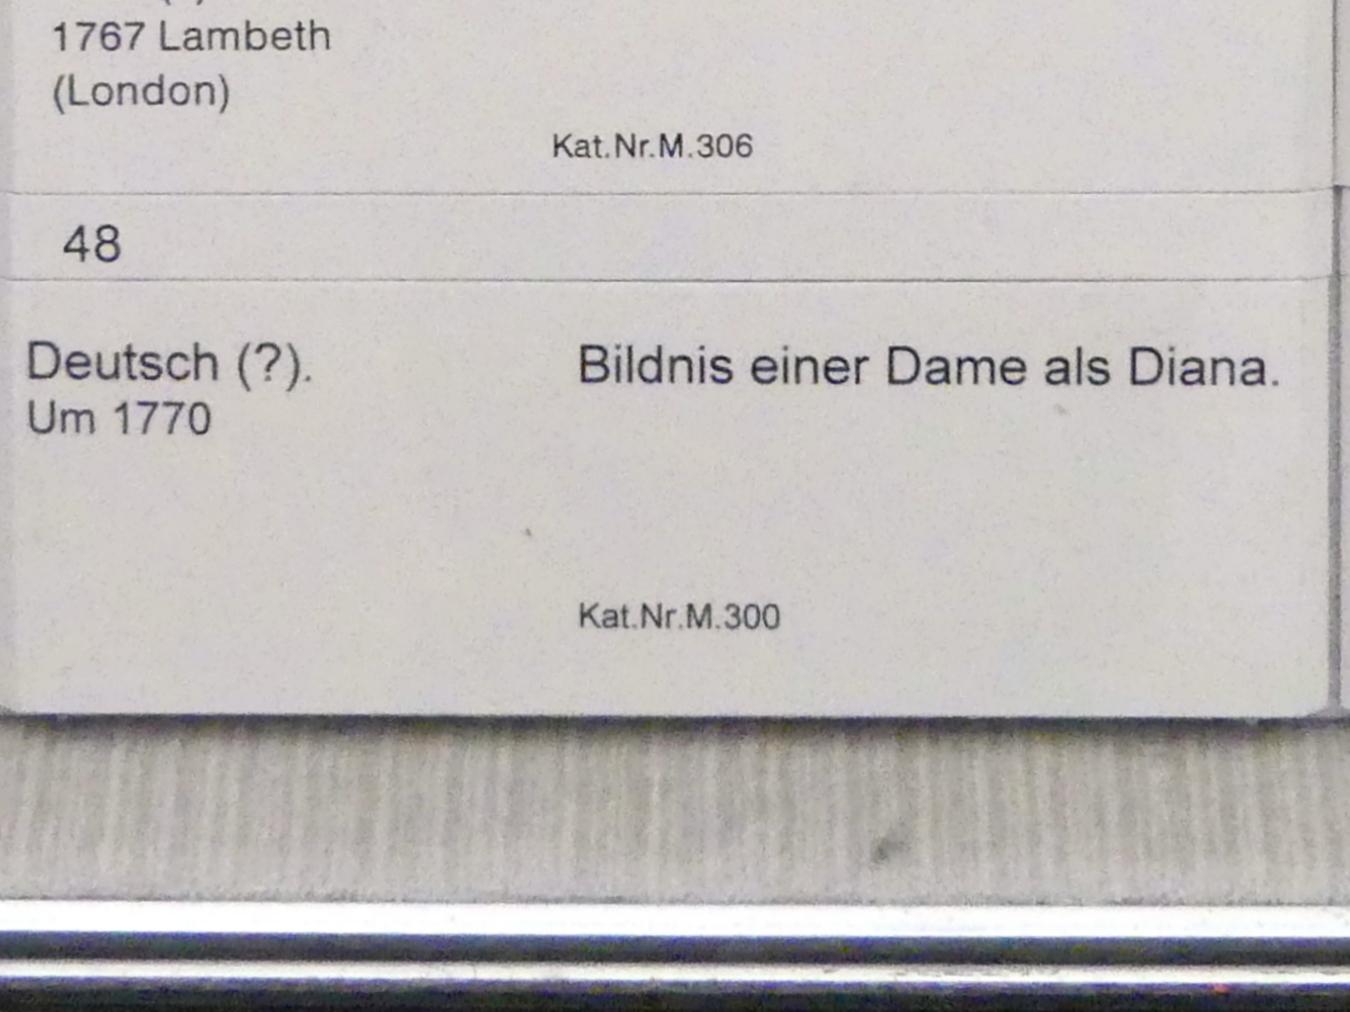 1767 Lambeth
(London)
Kat.Nr.M.306
48
Deutsch (?).
Bildnis einer Dame als Diana.
Um 1770
Kat.Nr.M.300